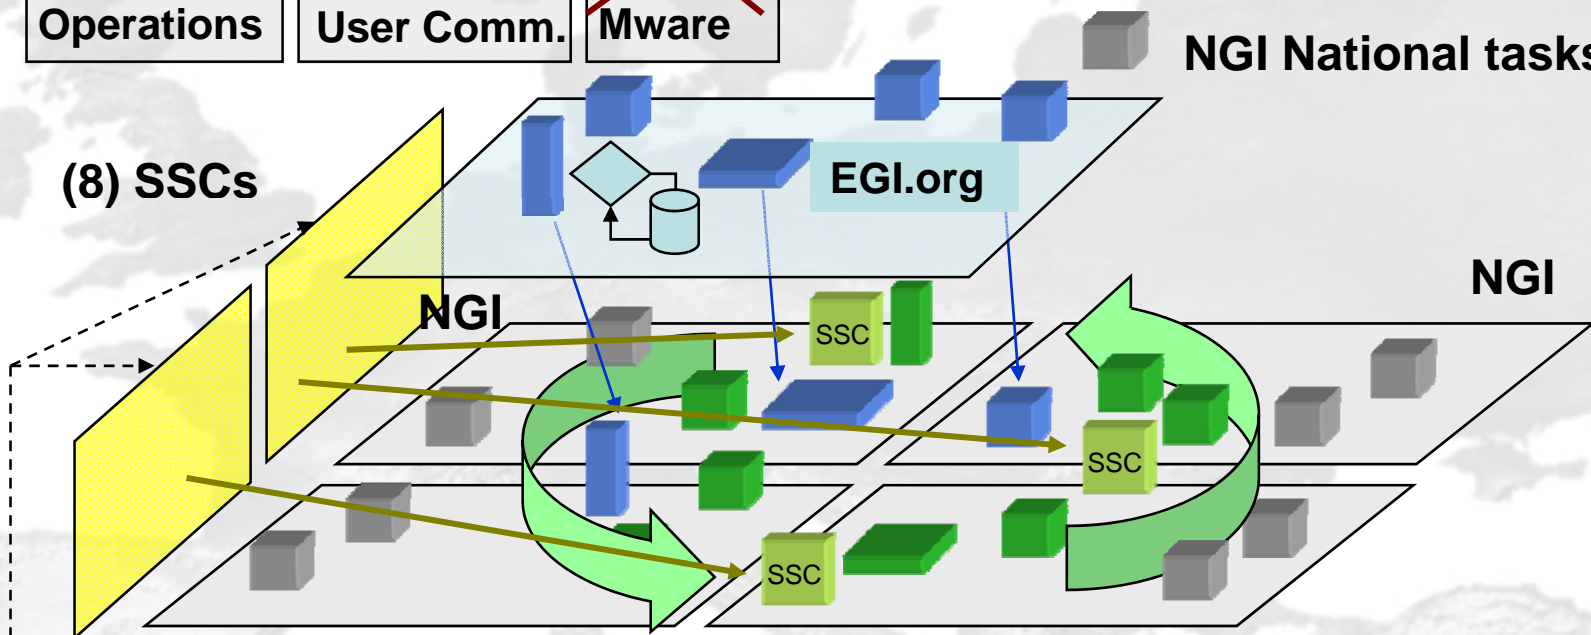 Operations
User Comm.
Mware
NGI National tasks
(8) SSCs
EGI.org
NGI
NGI
SSC
SSC
SSC